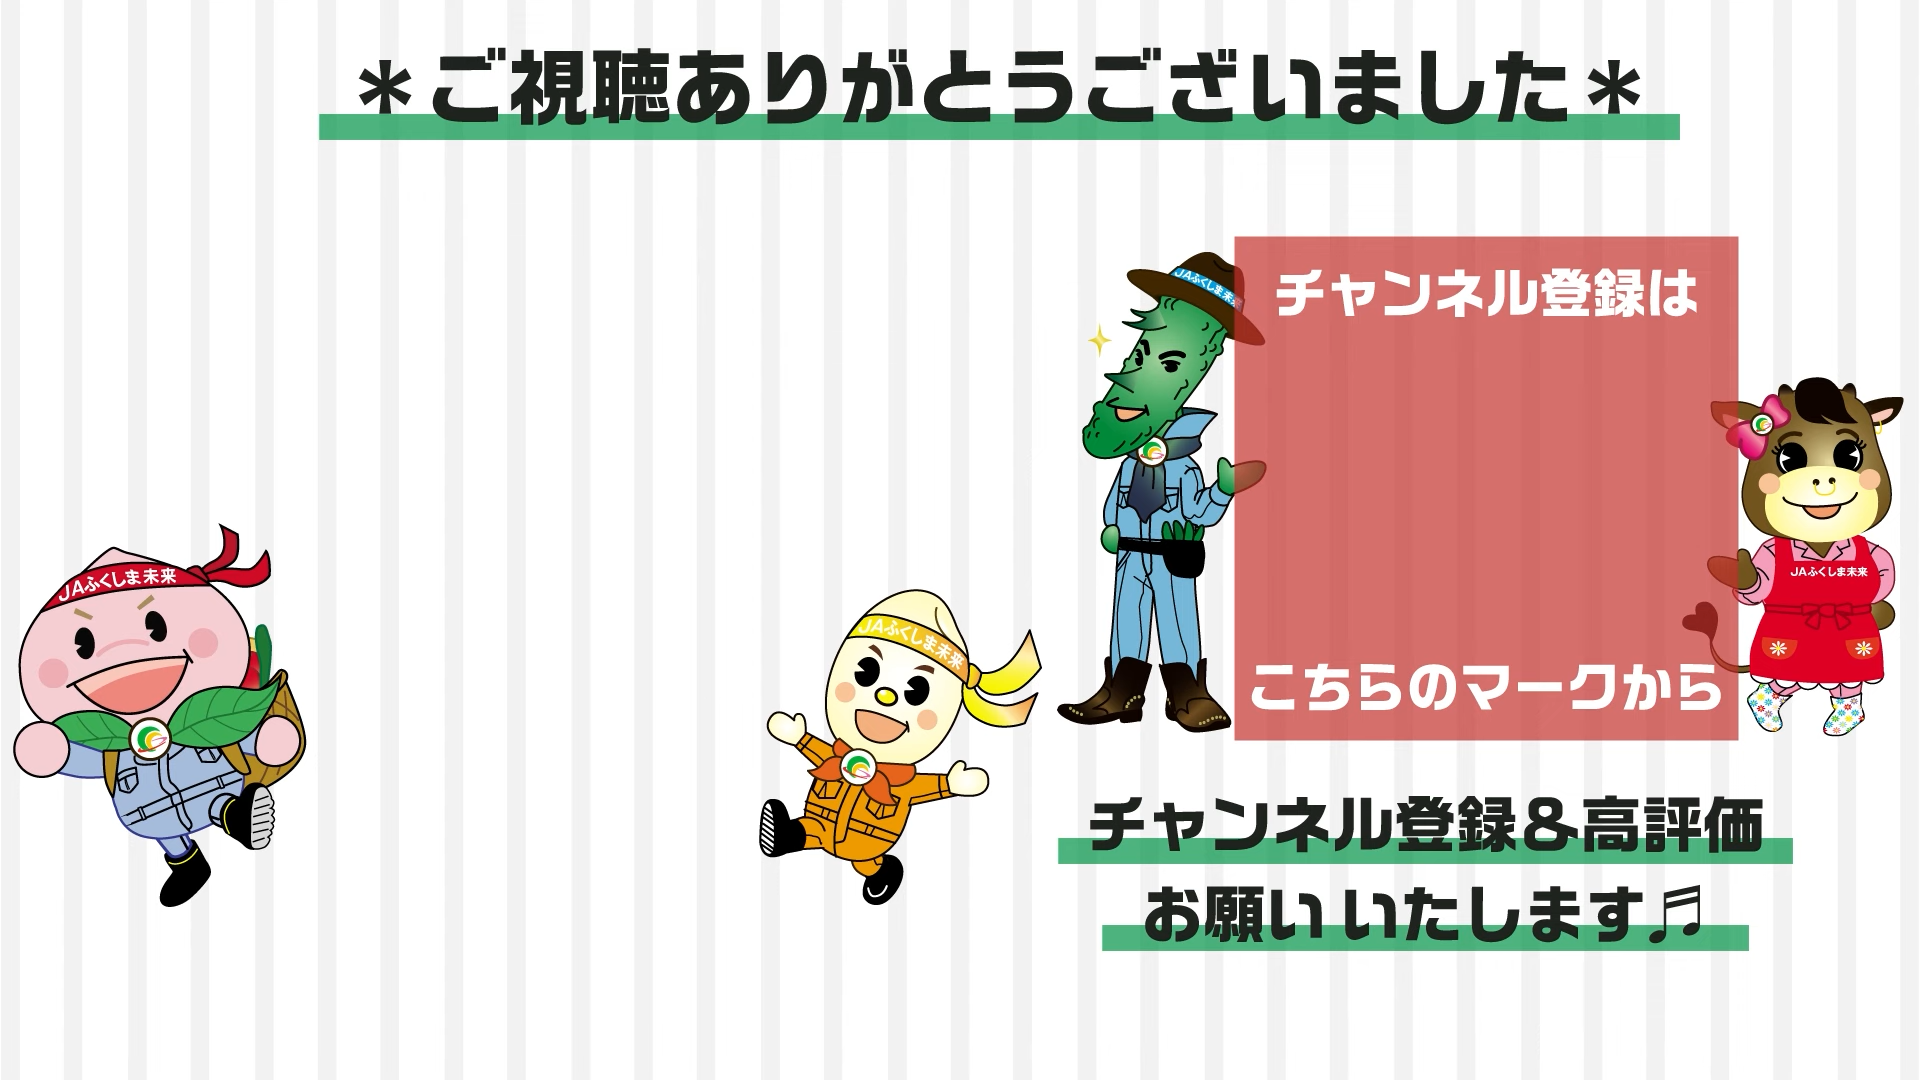 ＊ご視聴ありがとうございました＊
JAふくしま未来
チャンネル登録は
JAふくしま未来
JAふくしま未来
JAふくしま未来
こちらのマークから
チャンネル登録＆高評価
お願いいたします♬